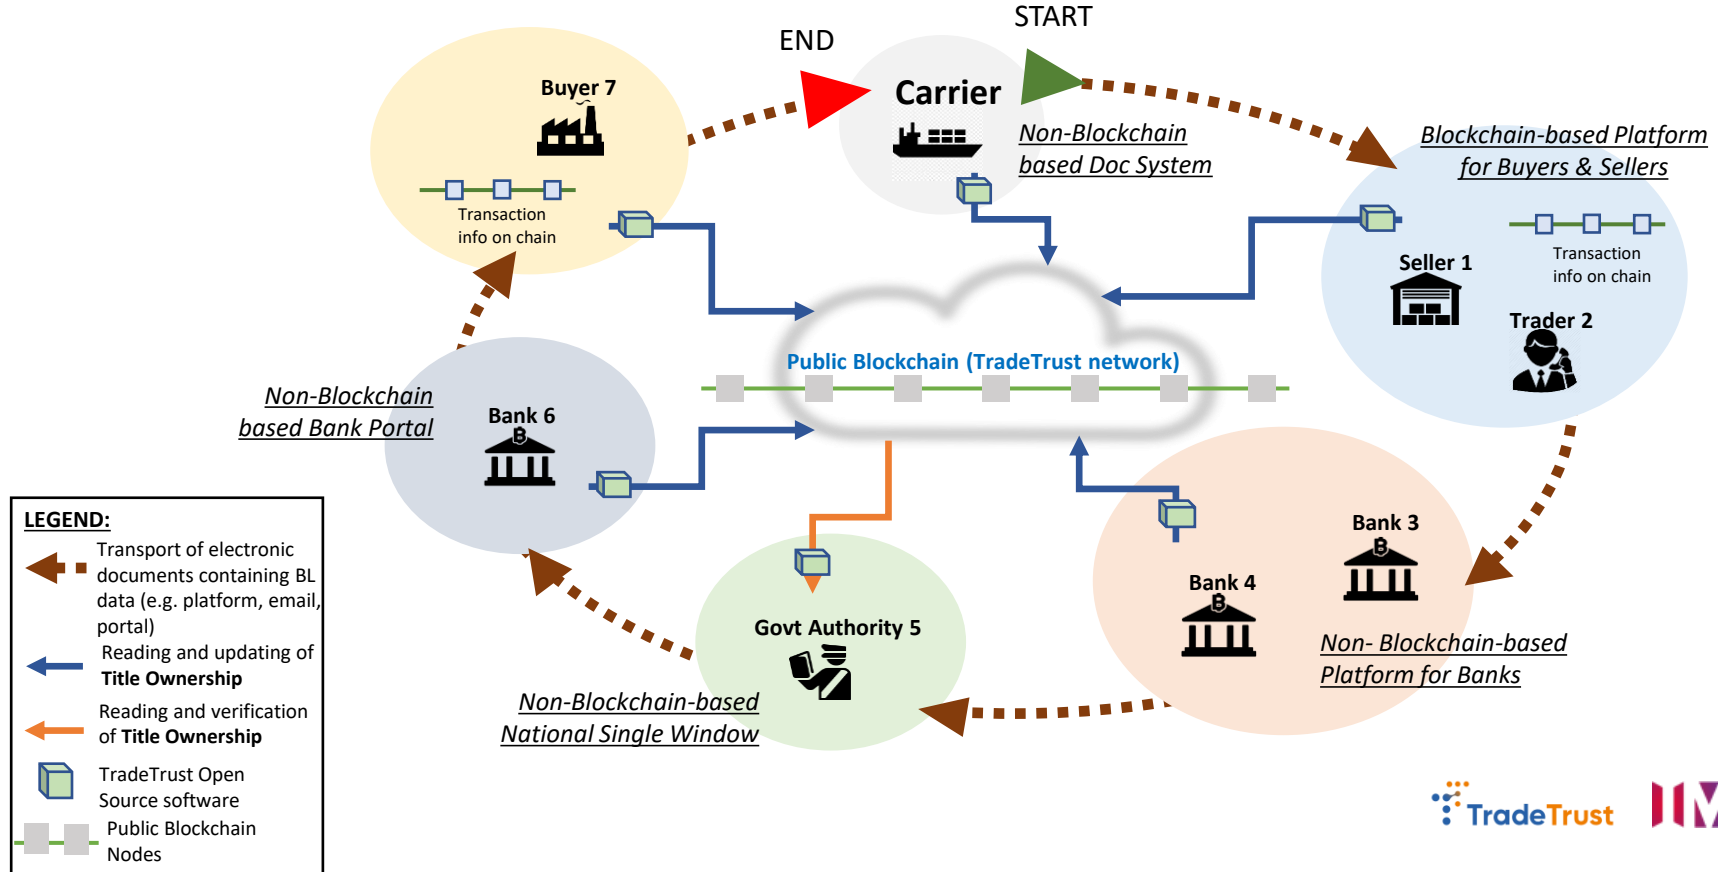 START
END
Carrier
Non-Blockchain
based Doc System
Buyer 7
Transaction
info on chain
Blockchain-based Platform
for Buyers & Sellers
Transaction
info on chain
Seller 1
Trader 2
Public Blockchain (TradeTrust network)
Non-Blockchain
based Bank Portal
Bank 6
Bank 3
Bank 4
Non- Blockchain-based
Platform for Banks
Govt Authority 5
Non-Blockchain-based
National Single Window
LEGEND:
Transport of electronic
documents containing BL
data (e.g. platform, email,
portal)
Reading and updating of
Title Ownership
Reading and verification
of Title Ownership
TradeTrust Open
Source software
Public Blockchain
Nodes
TradeTrust